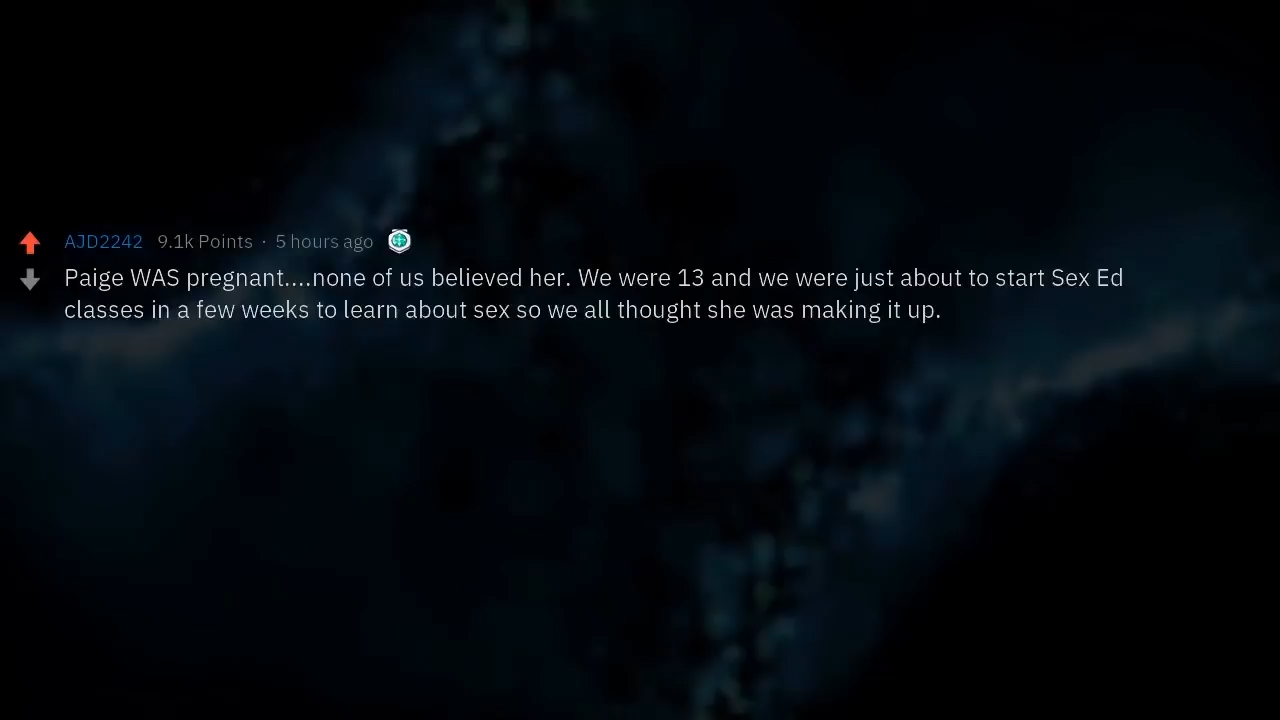 AJD2242 9.1k Points · 5 hours ago
Paige WAS pregnant....none of us believed her. We were 13 and we were just about to start Sex Ed
classes in a few weeks to learn about sex so we all thought she was making it up.